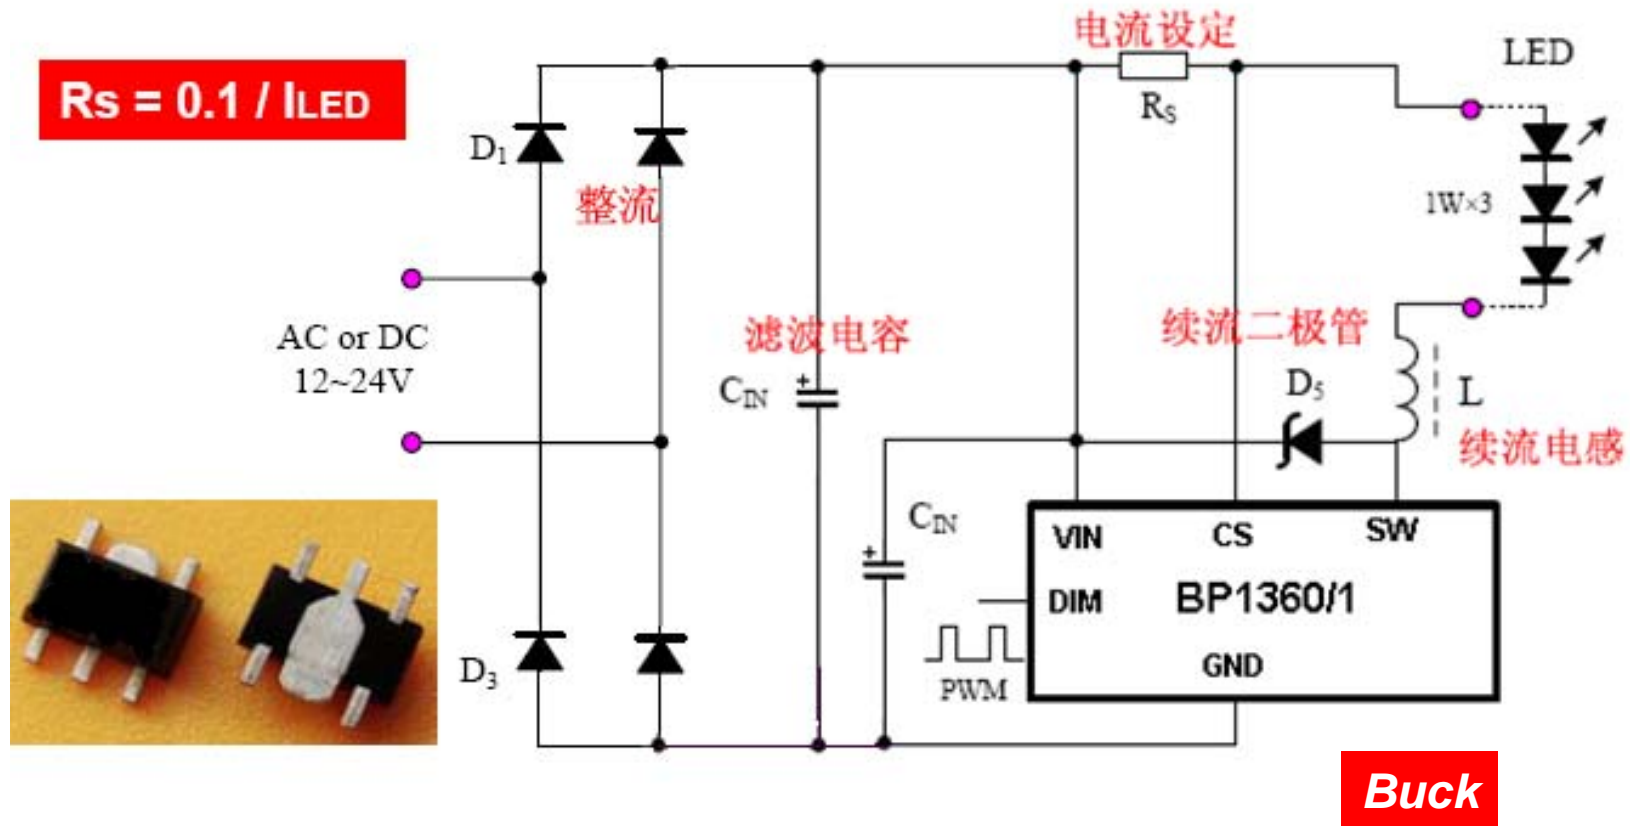 电流设定
LED
Rs = 0.1 / ILED
RS
D1
整流
1W×3
AC or DC
12~24V
滤波电容
CIN
续流二极管
D5
L
续流电感
CIN
VIN
CS
SW
DIM
BP1360/1
GND
PWM
D3
Buck